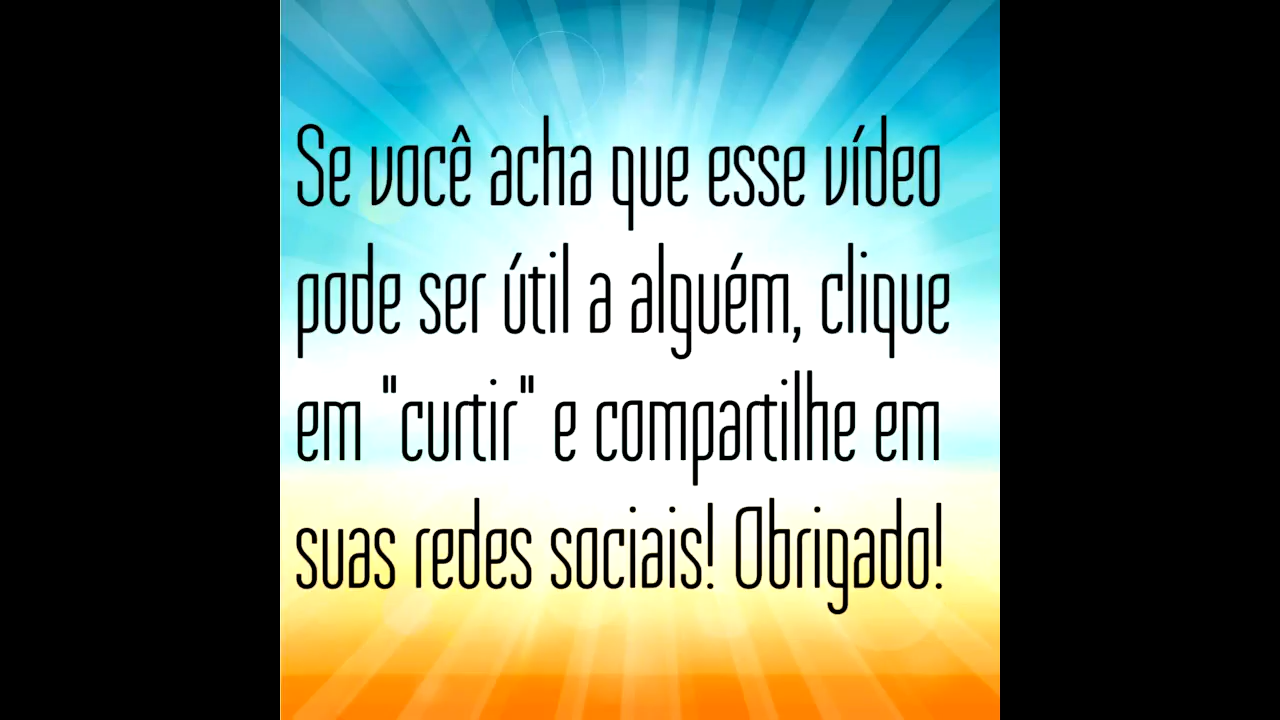 Se você acha que esse vídeo
pode ser útil a alguém, clique
em "curtir" e compartilhe em
suas redes sociais! Obrigado!